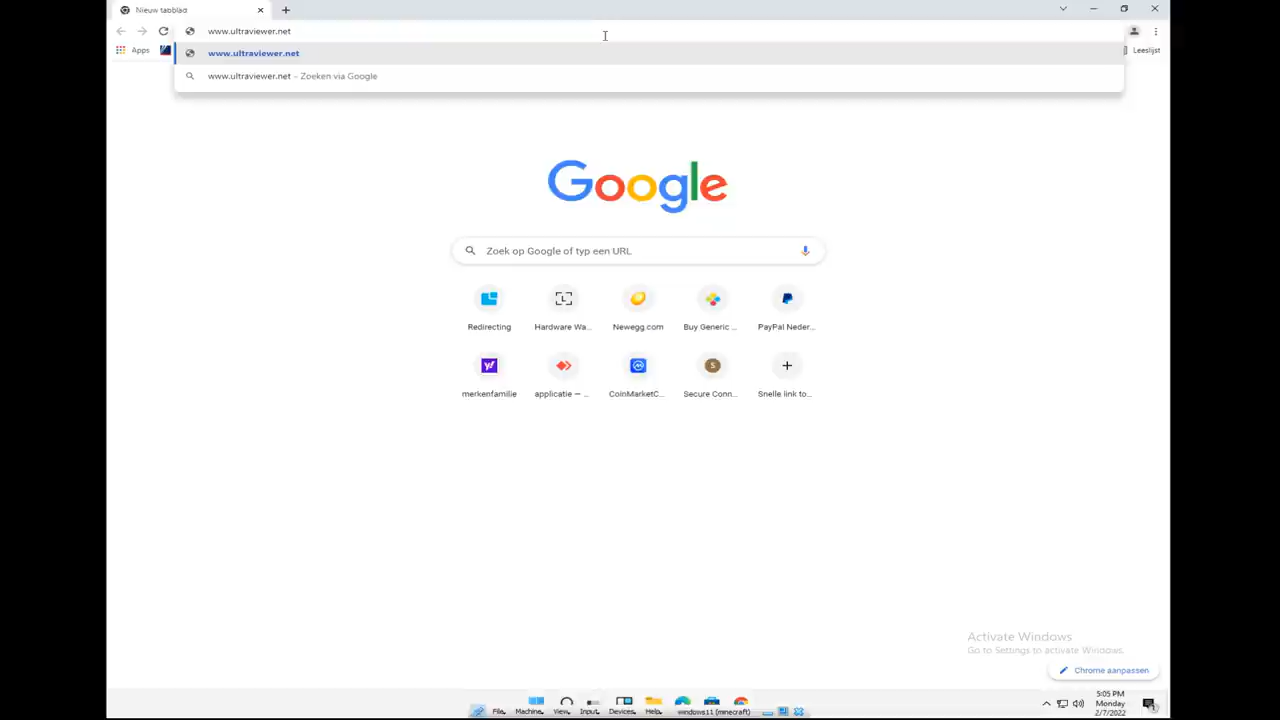 Nieuw tabblad
www.ultraviewer.net
www.ultraviewer.net
www.ultraviewer.net - Zoeken via Google
Apps
Leeslijst
Google
Zoek op Google of typ een URL
Redirecting
Hardware Wa...
Newegg.com
Buy Generic ...
PayPal Neder...
merkenfamilie
applicatie — ...
CoinMarketC...
Secure Conn...
Snelle link to...
Activate Windows
Go to Settings to activate Windows.
Chrome aanpassen
5:05 PM
Monday
2/7/2022
File
Machine
View
Input
Devices
Help
windows11 (minecraft)